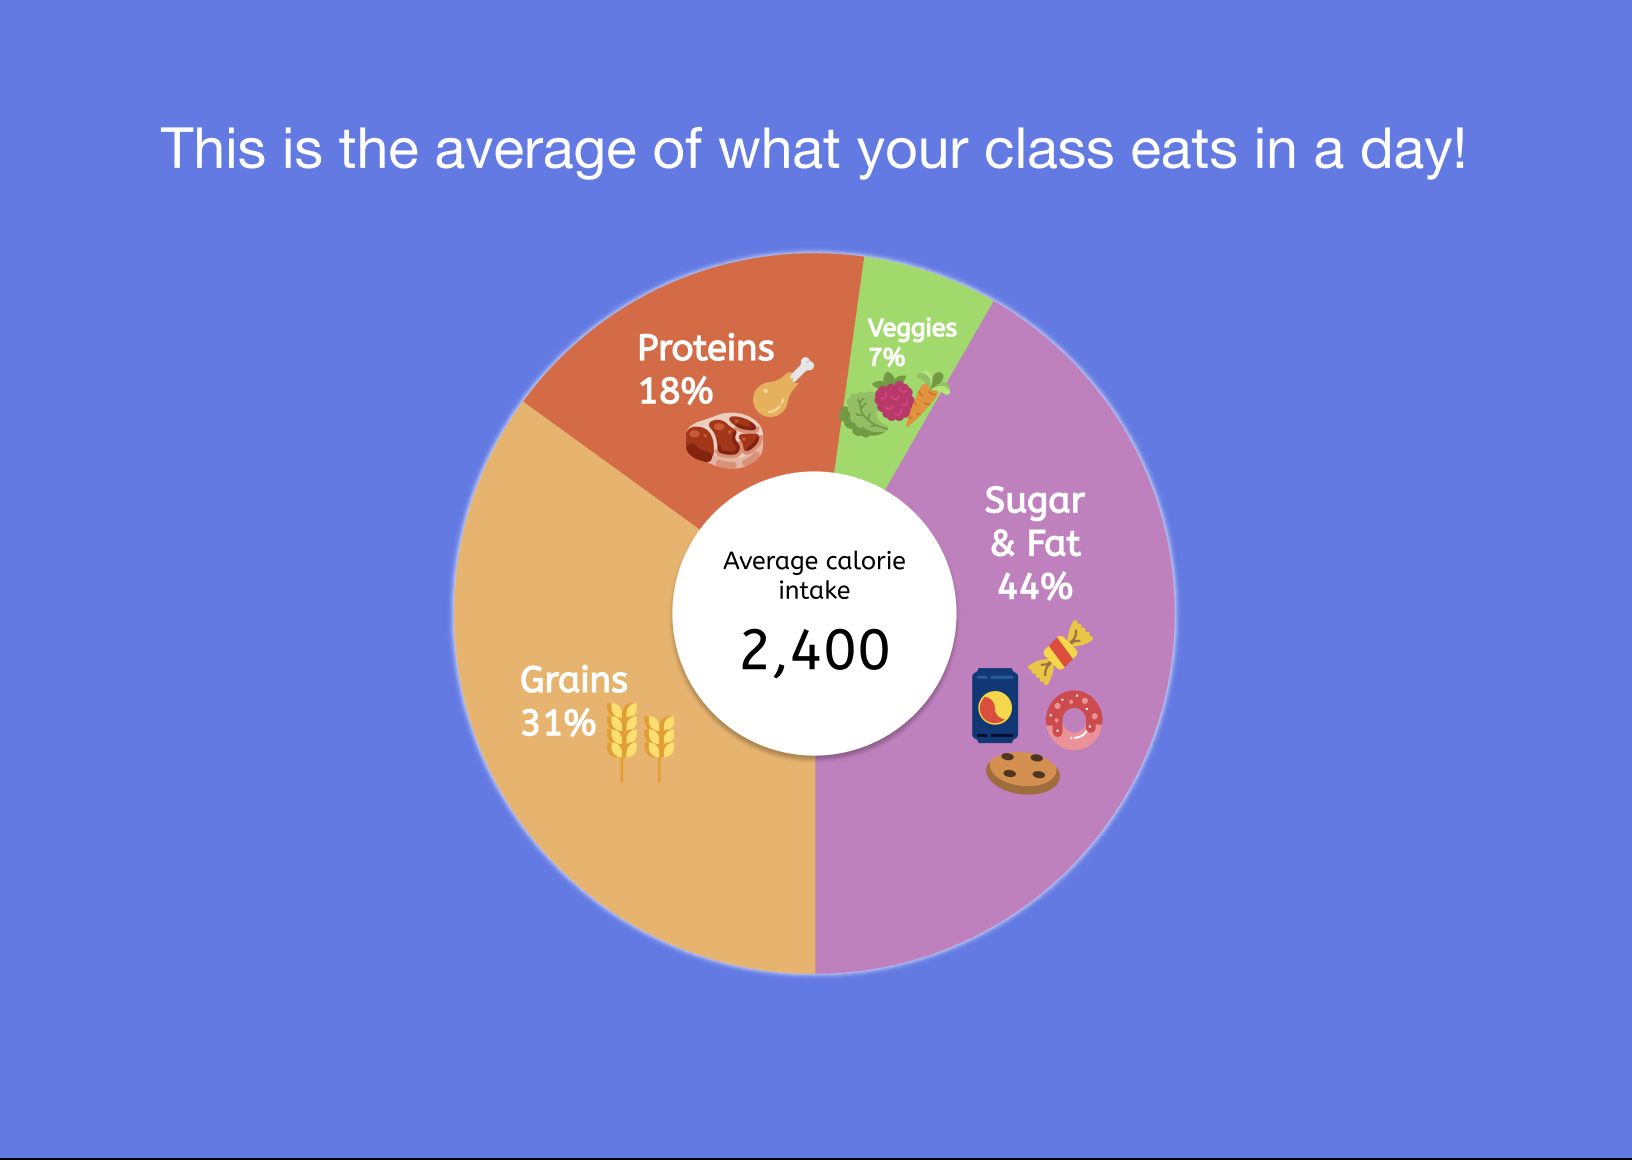 This is the average of what your class eats in a day!
Proteins
18%
Veggies
7%
Sugar
& Fat
44%
Average calorie
intake
2,400
Grains
31%